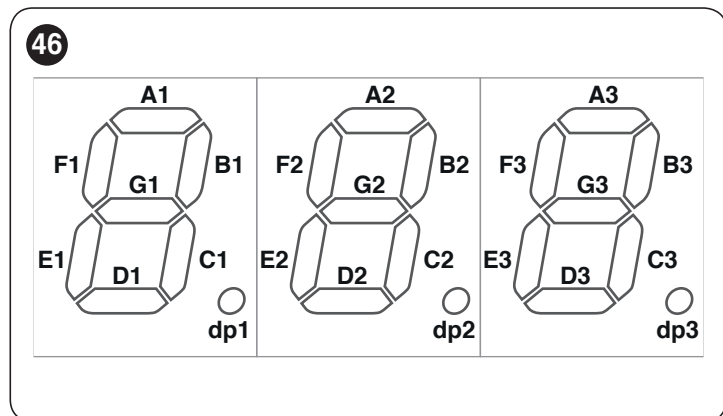 46
A1 A2 A3
F1 B1 F2 B2 F3 B3
G1 G2 G3
E1 C1 E2 C2 E3 C3
D1 D2 D3
dp1 dp2 dp3